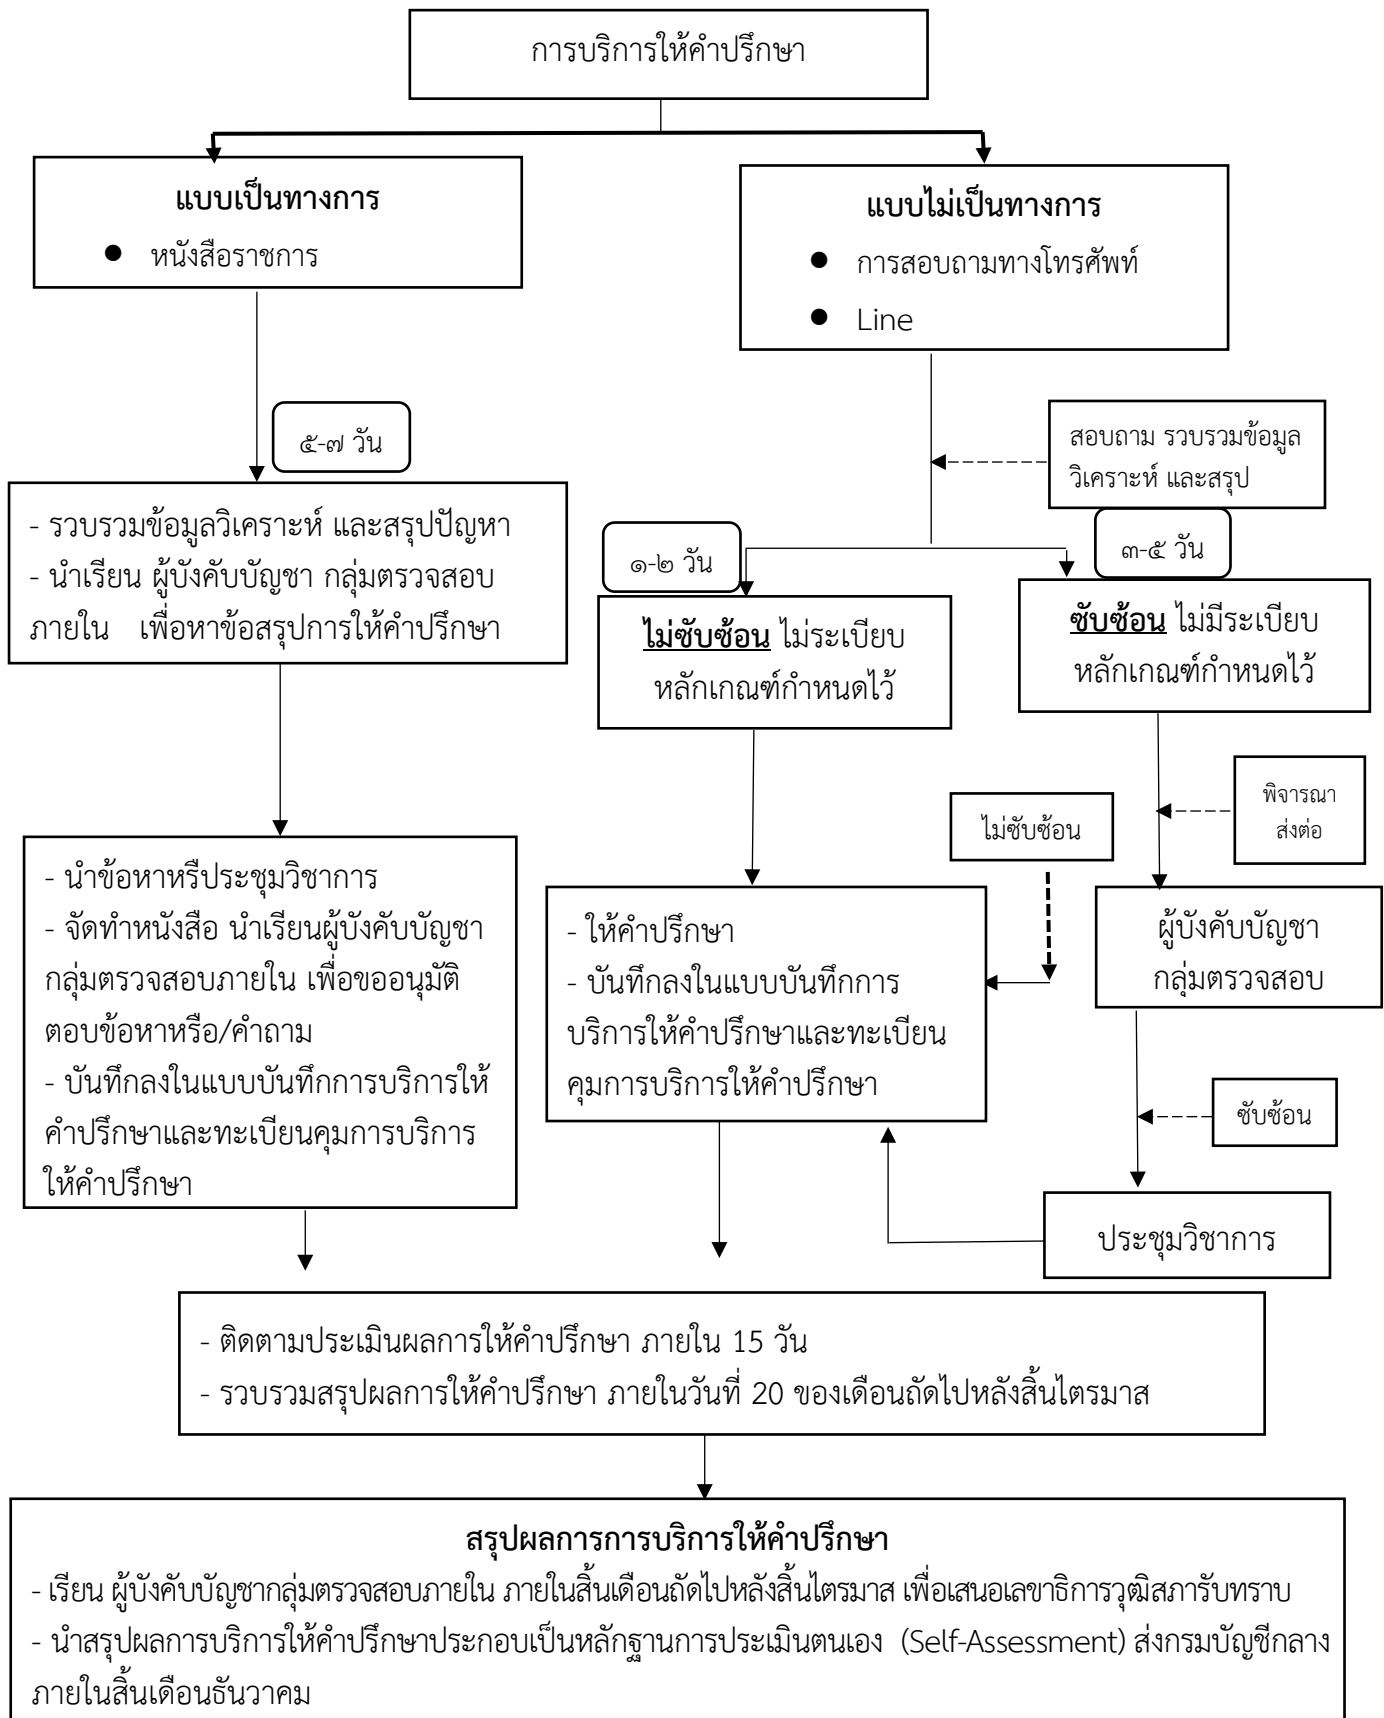 การบริการให้คำปรึกษา
แบบเป็นทางการ
● หนังสือราชการ
แบบไม่เป็นทางการ
● การสอบถามทางโทรศัพท์
● Line
๕-๗ วัน
สอบถาม รวบรวมข้อมูล
วิเคราะห์ และสรุป
- รวบรวมข้อมูลวิเคราะห์ และสรุปปัญหา
- นำเรียน ผู้บังคับบัญชา กลุ่มตรวจสอบ
ภายใน เพื่อหาข้อสรุปการให้คำปรึกษา
๑-๒ วัน
๓-๕ วัน
ไม่ซับซ้อน ไม่ระเบียบ
หลักเกณฑ์กำหนดไว้
ซับซ้อน ไม่มีระเบียบ
หลักเกณฑ์กำหนดไว้
พิจารณา
ส่งต่อ
ไม่ซับซ้อน
- นำข้อหาหรืปประชุมวิชาการ
- จัดทำหนังสือ นำเรียนผู้บังคับบัญชา
กลุ่มตรวจสอบภายใน เพื่อขออนุมัติ
ตอบข้อหาหรือ/คำถาม
- บันทึกลงในแบบบันทึกการบริการให้
คำปรึกษาและทะเบียนคุมการบริการ
ให้คำปรึกษา
- ให้คำปรึกษา
- บันทึกลงในแบบบันทึกการ
บริการให้คำปรึกษาและทะเบียน
คุมการบริการให้คำปรึกษา
ผู้บังคับบัญชา
กลุ่มตรวจสอบ
ซับซ้อน
ประชุมวิชาการ
- ติดตามประเมินผลการให้คำปรึกษา ภายใน 15 วัน
- รวบรวมสรุปผลการให้คำปรึกษา ภายในวันที่ 20 ของเดือนถัดไปหลังสิ้นไตรมาส
สรุปผลการการบริการให้คำปรึกษา
- เรียน ผู้บังคับบัญชากลุ่มตรวจสอบภายใน ภายในสิ้นเดือนถัดไปหลังสิ้นไตรมาส เพื่อเสนอเลขาธิการวุฒิสภารับทราบ
- นำสรุปผลการบริการให้คำปรึกษาประกอบเป็นหลักฐานการประเมินตนเอง (Self-Assessment) ส่งกรมบัญชีกลาง
ภายในสิ้นเดือนธันวาคม